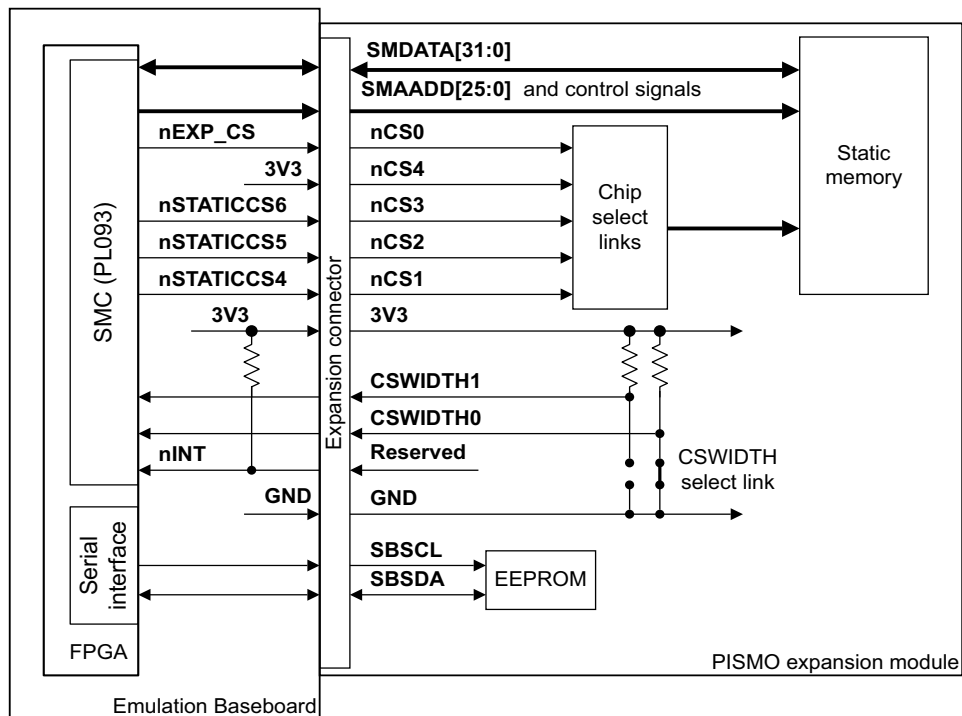 SMDATA[31:0]
SMAADD[25:0] and control signals
nEXP_CS
nCS0
3V3
nCS4
nSTATICCS6
nCS3
nSTATICCS5
nCS2
nSTATICCS4
nCS1
3V3
3V3
SMC (PL093)
Expansion connector
Chip
select
links
Static
memory
CSWIDTH1
CSWIDTH0
nINT
Reserved
CSWIDTH
select link
GND
GND
Serial
interface
SBSCL
SBSDA
EEPROM
FPGA
PISMO expansion module
Emulation Baseboard